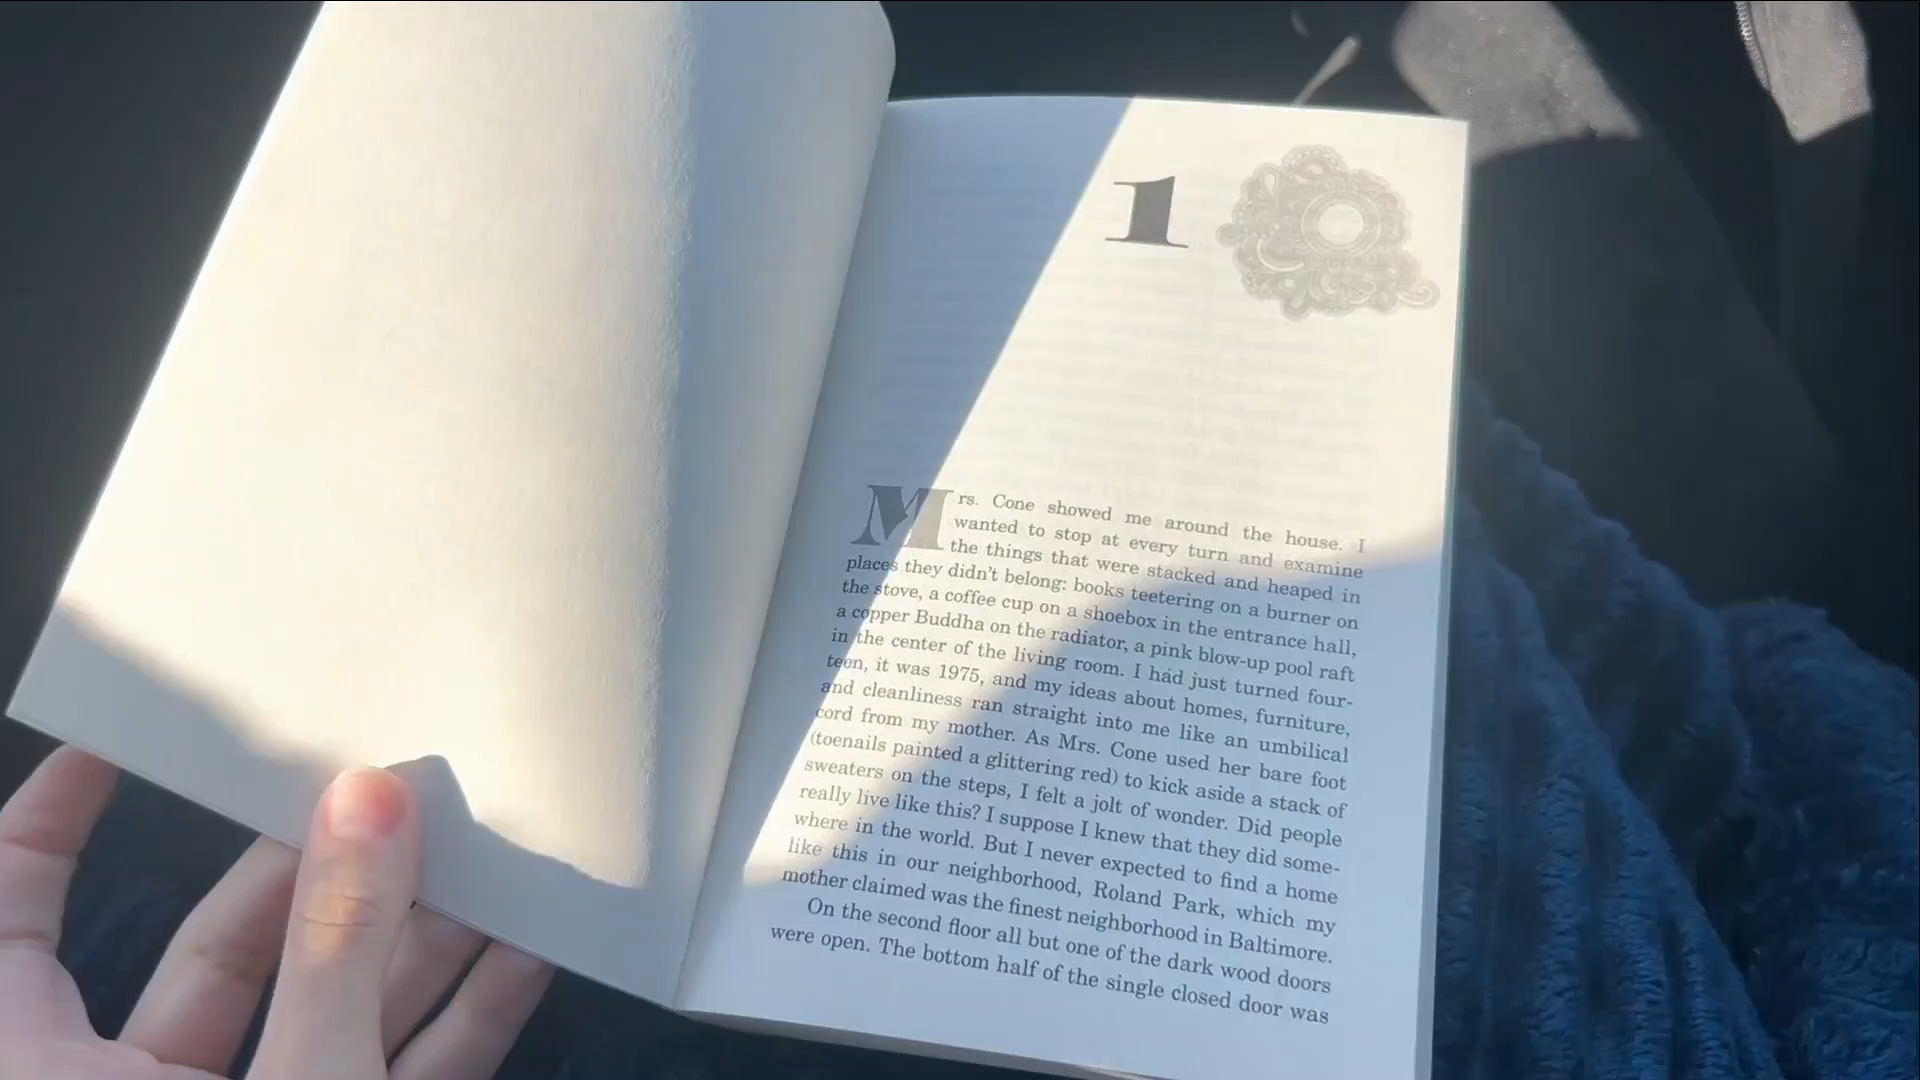 1
Mrs. Cone showed me around the house. I
wanted to stop at every turn and examine
the things that were stacked and heaped in
places they didn't belong: books teetering on a burner on
the stove, a coffee cup on a shoebox in the entrance hall,
a copper Buddha on the radiator, a pink blow-up pool raft
in the center of the living room. I had just turned four-
teen, it was 1975, and my ideas about homes, furniture,
and cleanliness ran straight into me like an umbilical
cord from my mother. As Mrs. Cone used her bare foot
(toenails painted a glittering red) to kick aside a stack of
sweaters on the steps, I felt a jolt of wonder. Did people
really live like this? I suppose I knew that they did some-
where in the world. But I never expected to find a home
like this in our neighborhood, Roland Park, which my
mother claimed was the finest neighborhood in Baltimore.
On the second floor all but one of the dark wood doors
were open. The bottom half of the single closed door was